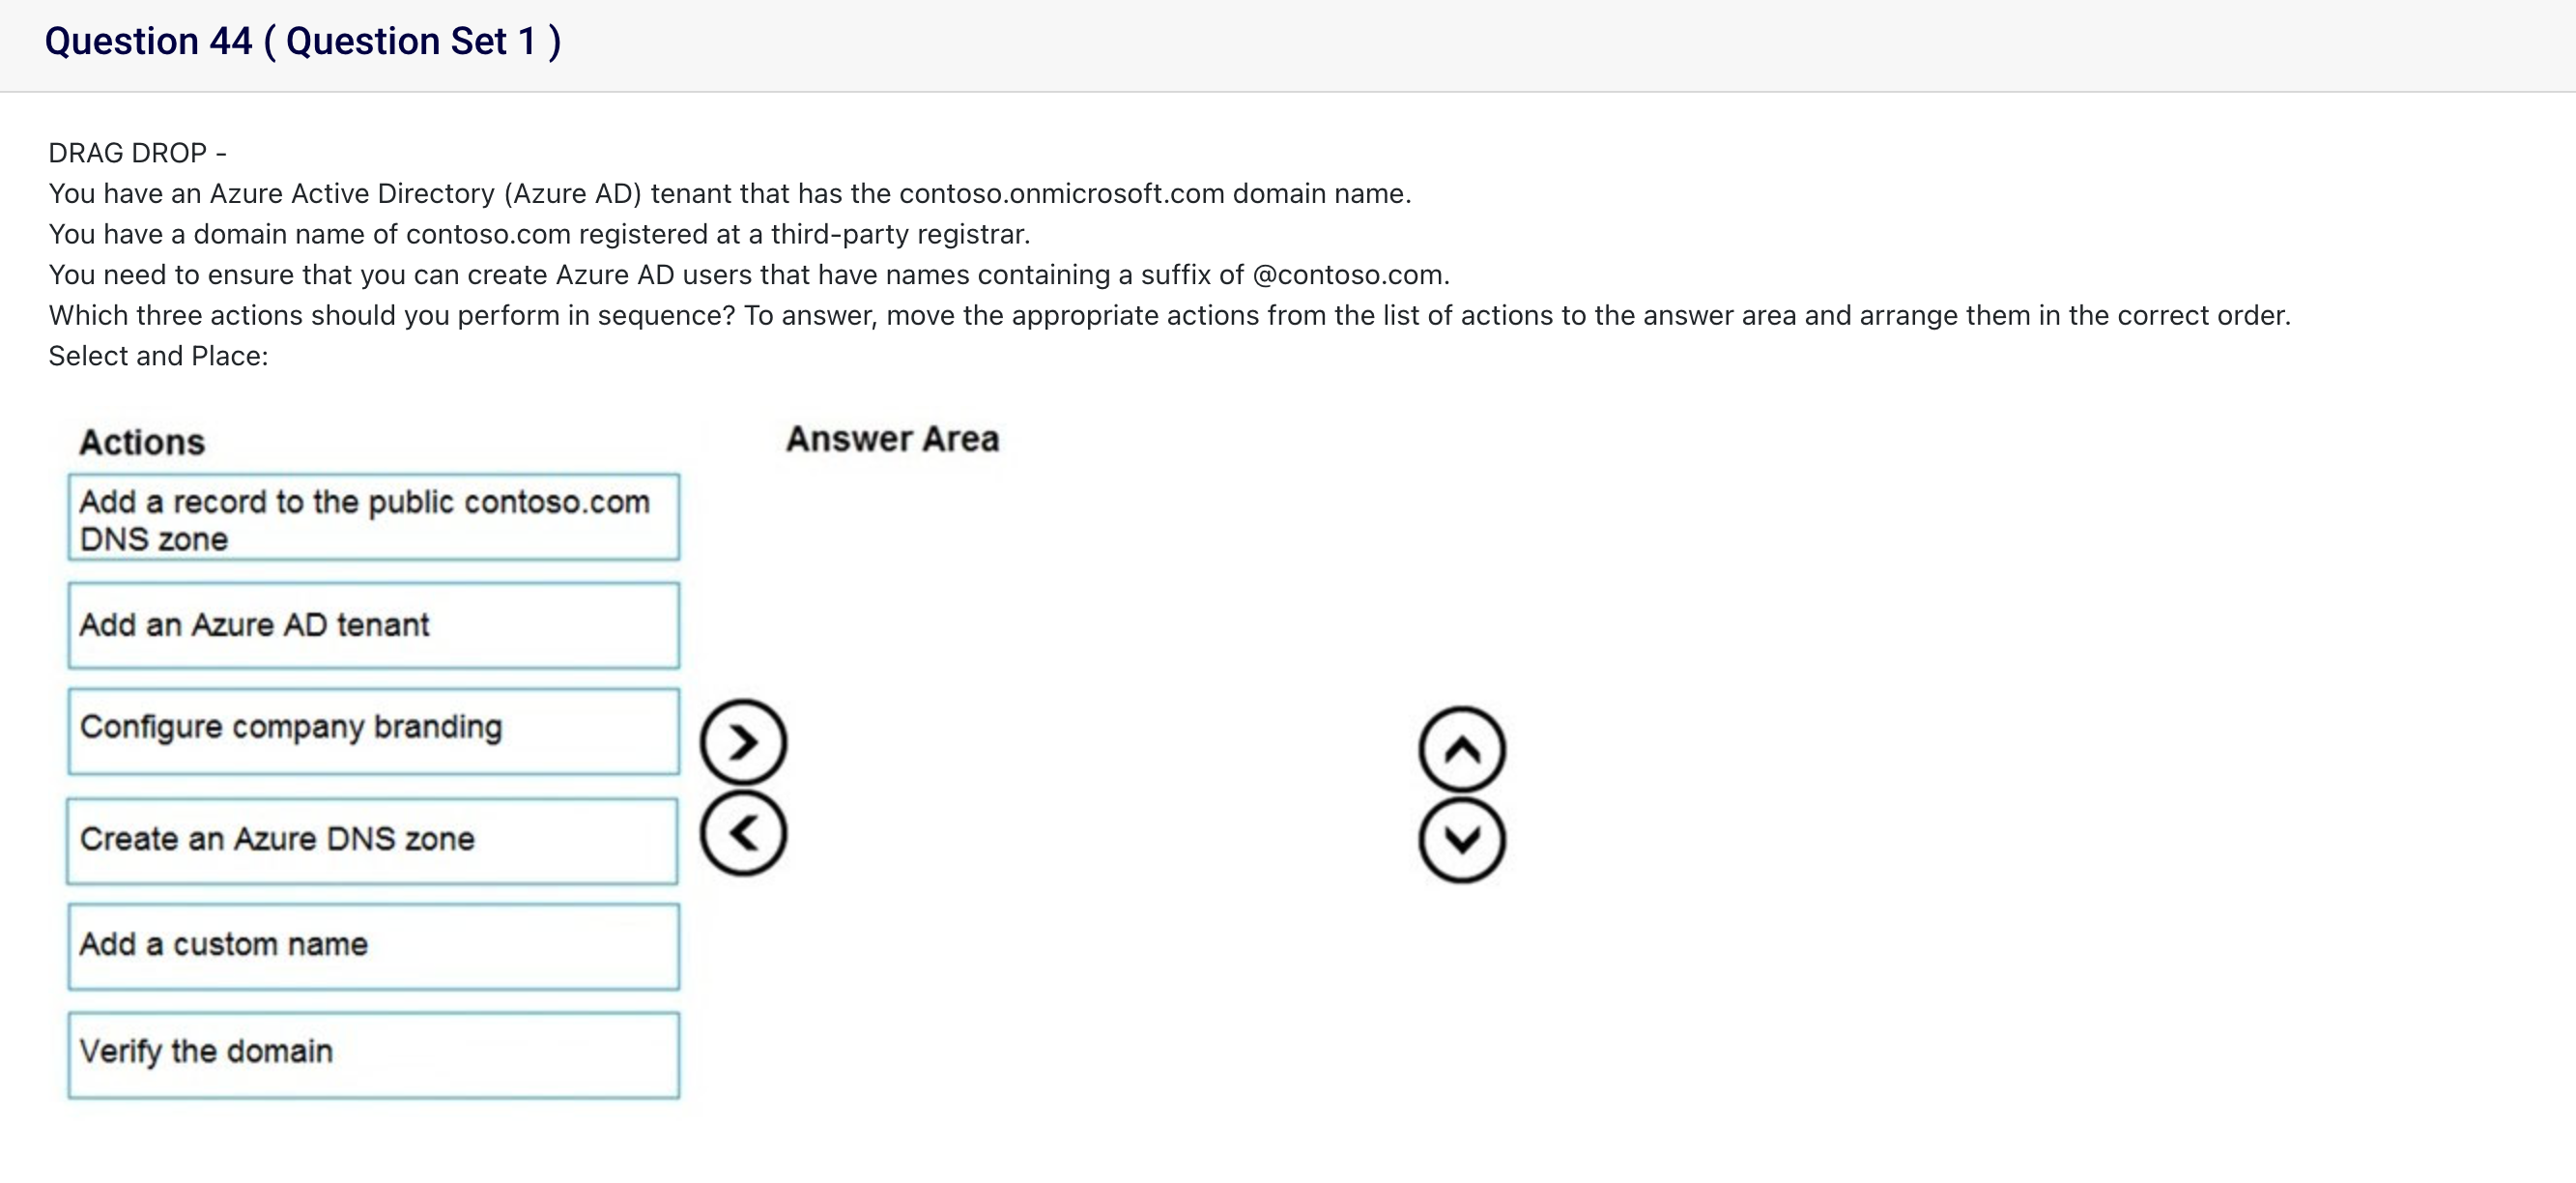 Question 44 ( Question Set 1 )
DRAG DROP -
You have an Azure Active Directory (Azure AD) tenant that has the contoso.onmicrosoft.com domain name.
You have a domain name of contoso.com registered at a third-party registrar.
You need to ensure that you can create Azure AD users that have names containing a suffix of @contoso.com.
Which three actions should you perform in sequence? To answer, move the appropriate actions from the list of actions to the answer area and arrange them in the correct order.
Select and Place:
Actions
Add a record to the public contoso.com
DNS zone
Add an Azure AD tenant
Configure company branding
Create an Azure DNS zone
Add a custom name
Verify the domain
Answer Area